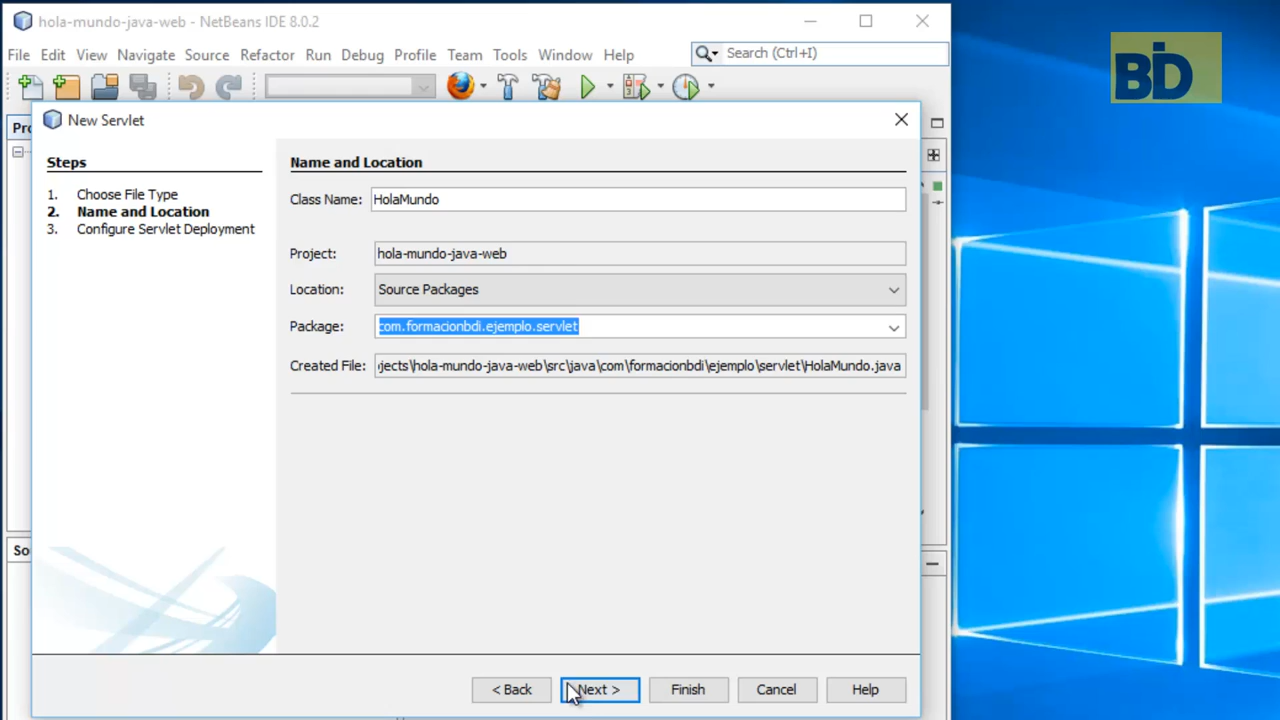 hola-mundo-java-web - NetBeans IDE 8.0.2
File Edit View Navigate Source Refactor Run Debug Profile Team Tools Window Help
Search (Ctrl+I)
BDI
New Servlet
Steps
1. Choose File Type
2. Name and Location
3. Configure Servlet Deployment
Name and Location
Class Name: HolaMundo
Project: hola-mundo-java-web
Location: Source Packages
Package: com.formacionbdi.ejemplo.servlet
Created File: jects\hola-mundo-java-web\src\java\com\formacionbdi\ejemplo\servlet\HolaMundo.java
< Back Next > Finish Cancel Help